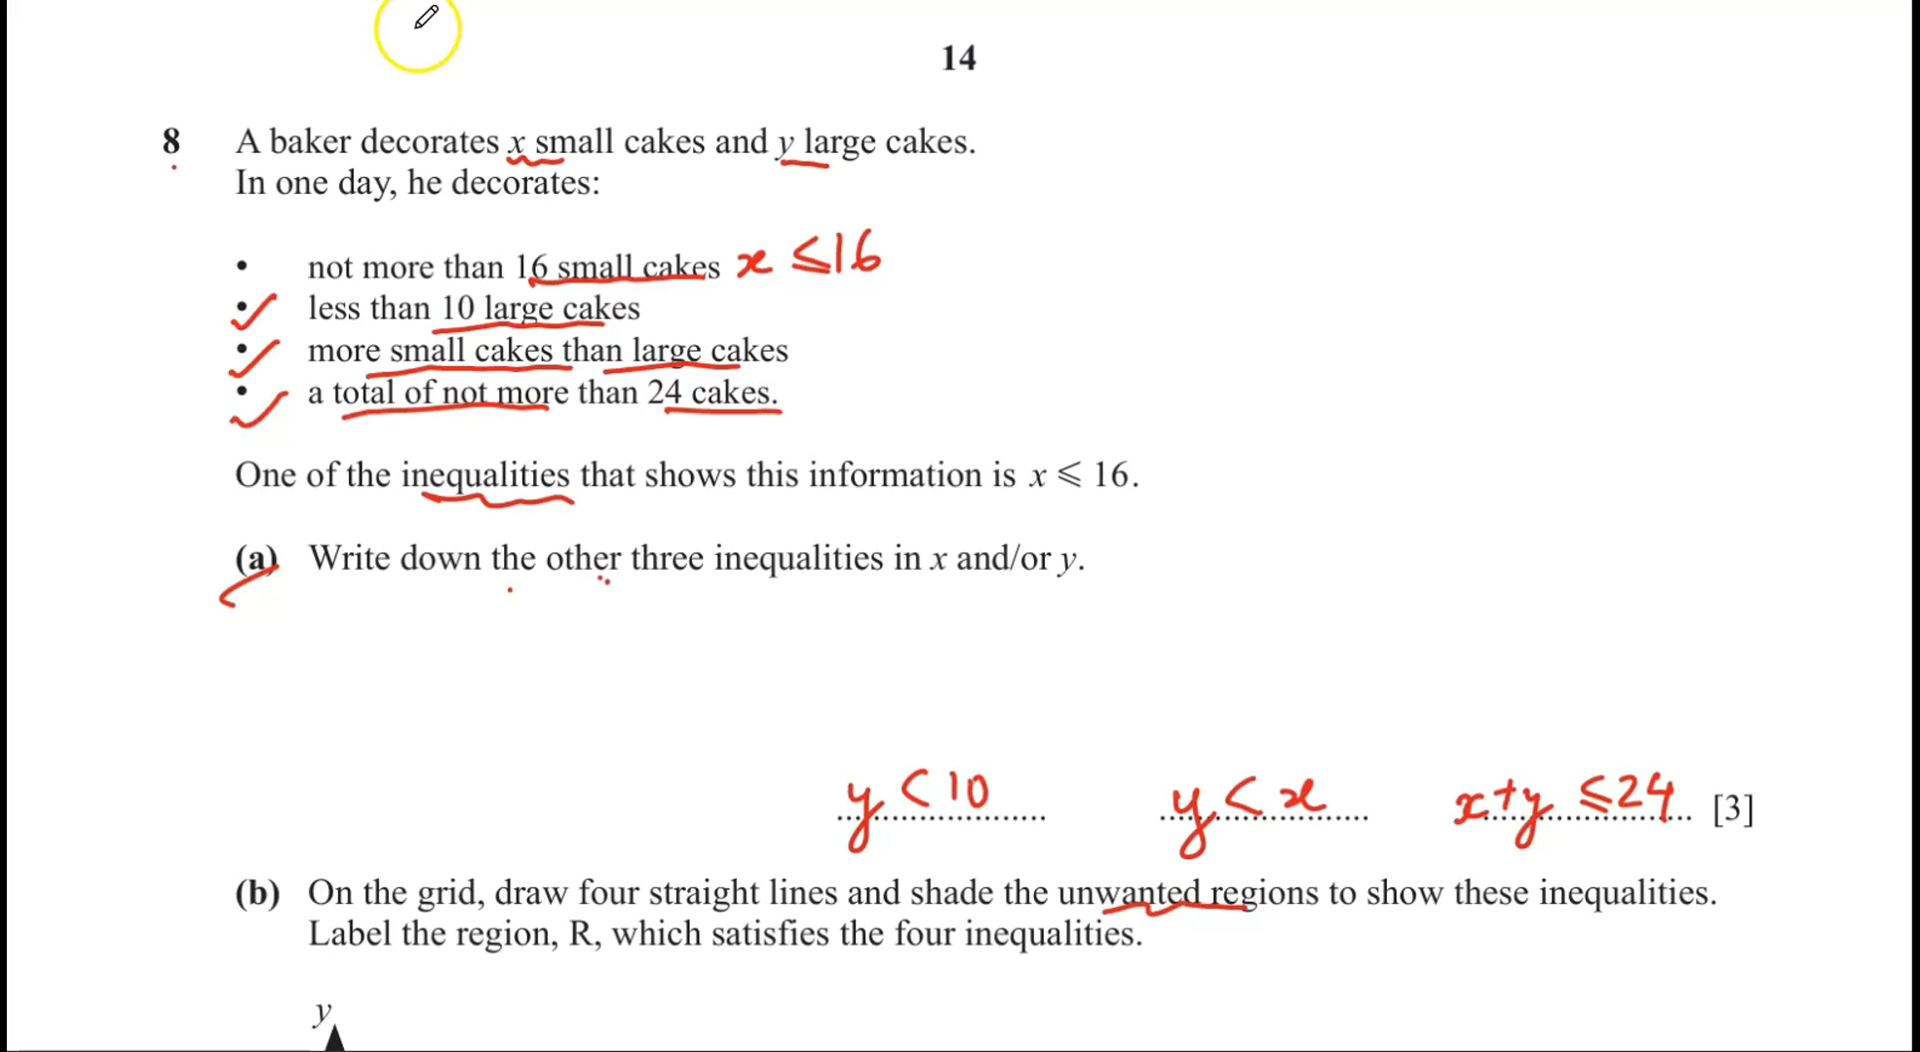 14
8 A baker decorates x small cakes and y large cakes.
In one day, he decorates:
• not more than 16 small cakes x ⩽16
• less than 10 large cakes
• more small cakes than large cakes
• a total of not more than 24 cakes.
One of the inequalities that shows this information is x ⩽ 16.
(a) Write down the other three inequalities in x and/or y.
y < 10 y < x x+y ⩽24 [3]
(b) On the grid, draw four straight lines and shade the unwanted regions to show these inequalities.
Label the region, R, which satisfies the four inequalities.
y